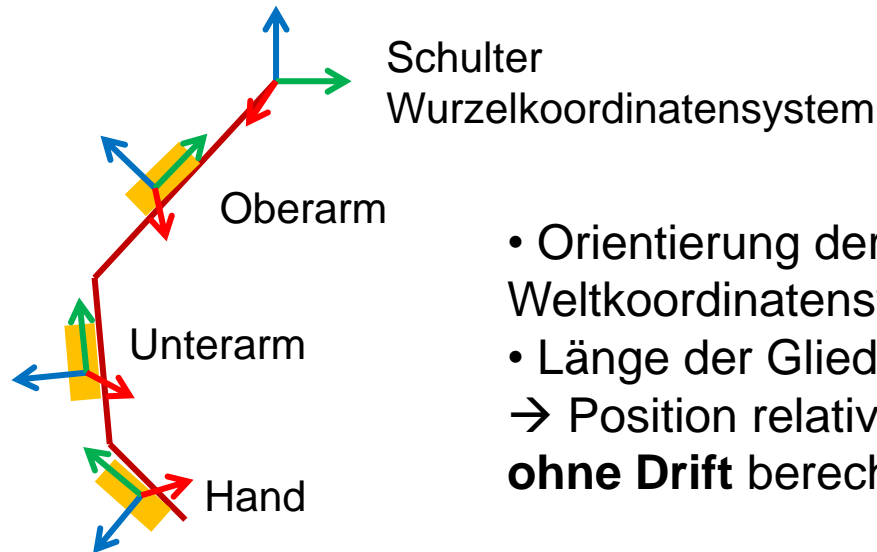 Schulter
Wurzelkoordinatensystem
Oberarm
• Orientierung der
Weltkoordinatens
• Länge der Glied
Unterarm
→ Position relativ
ohne Drift berech
Hand